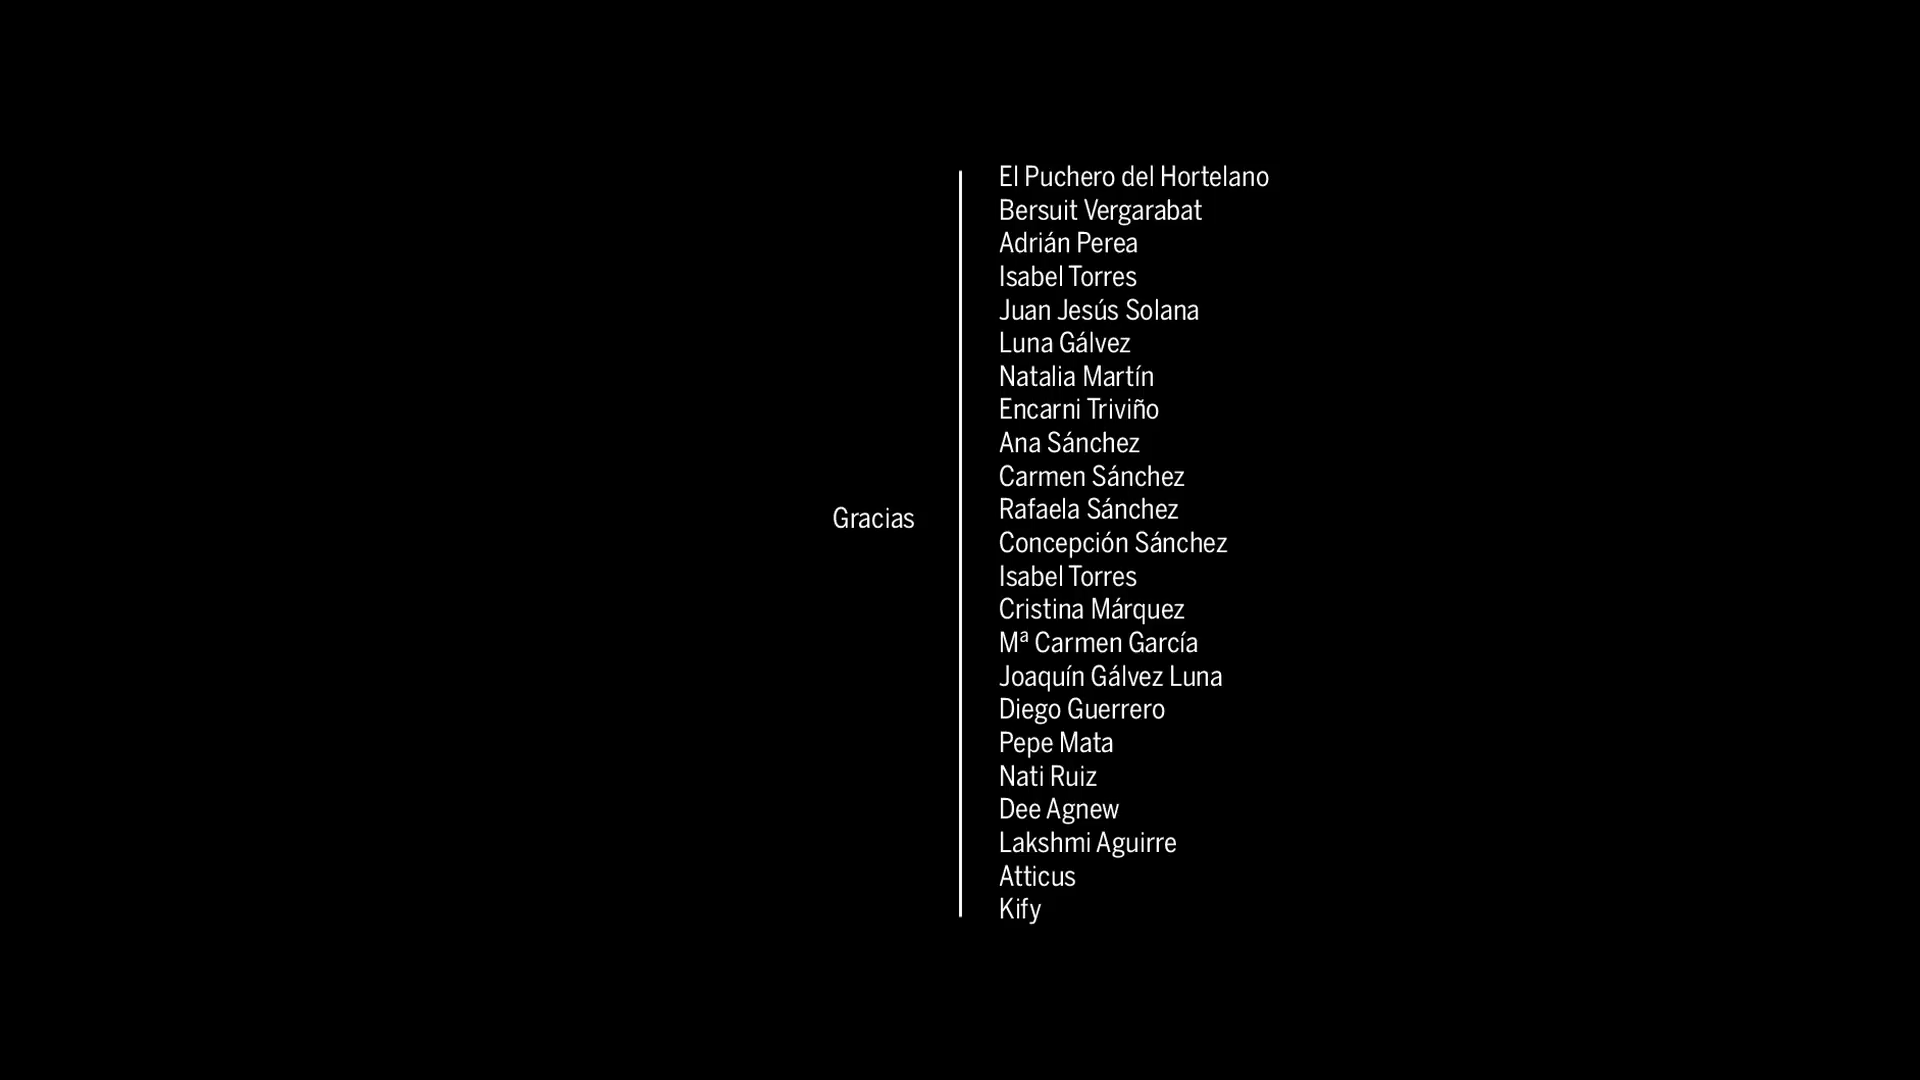 Gracias
El Puchero del Hortelano
Bersuit Vergarabat
Adrián Perea
Isabel Torres
Juan Jesús Solana
Luna Gálvez
Natalia Martín
Encarni Triviño
Ana Sánchez
Carmen Sánchez
Rafaela Sánchez
Concepción Sánchez
Isabel Torres
Cristina Márquez
Mª Carmen García
Joaquín Gálvez Luna
Diego Guerrero
Pepe Mata
Nati Ruiz
Dee Agnew
Lakshmi Aguirre
Atticus
Kify